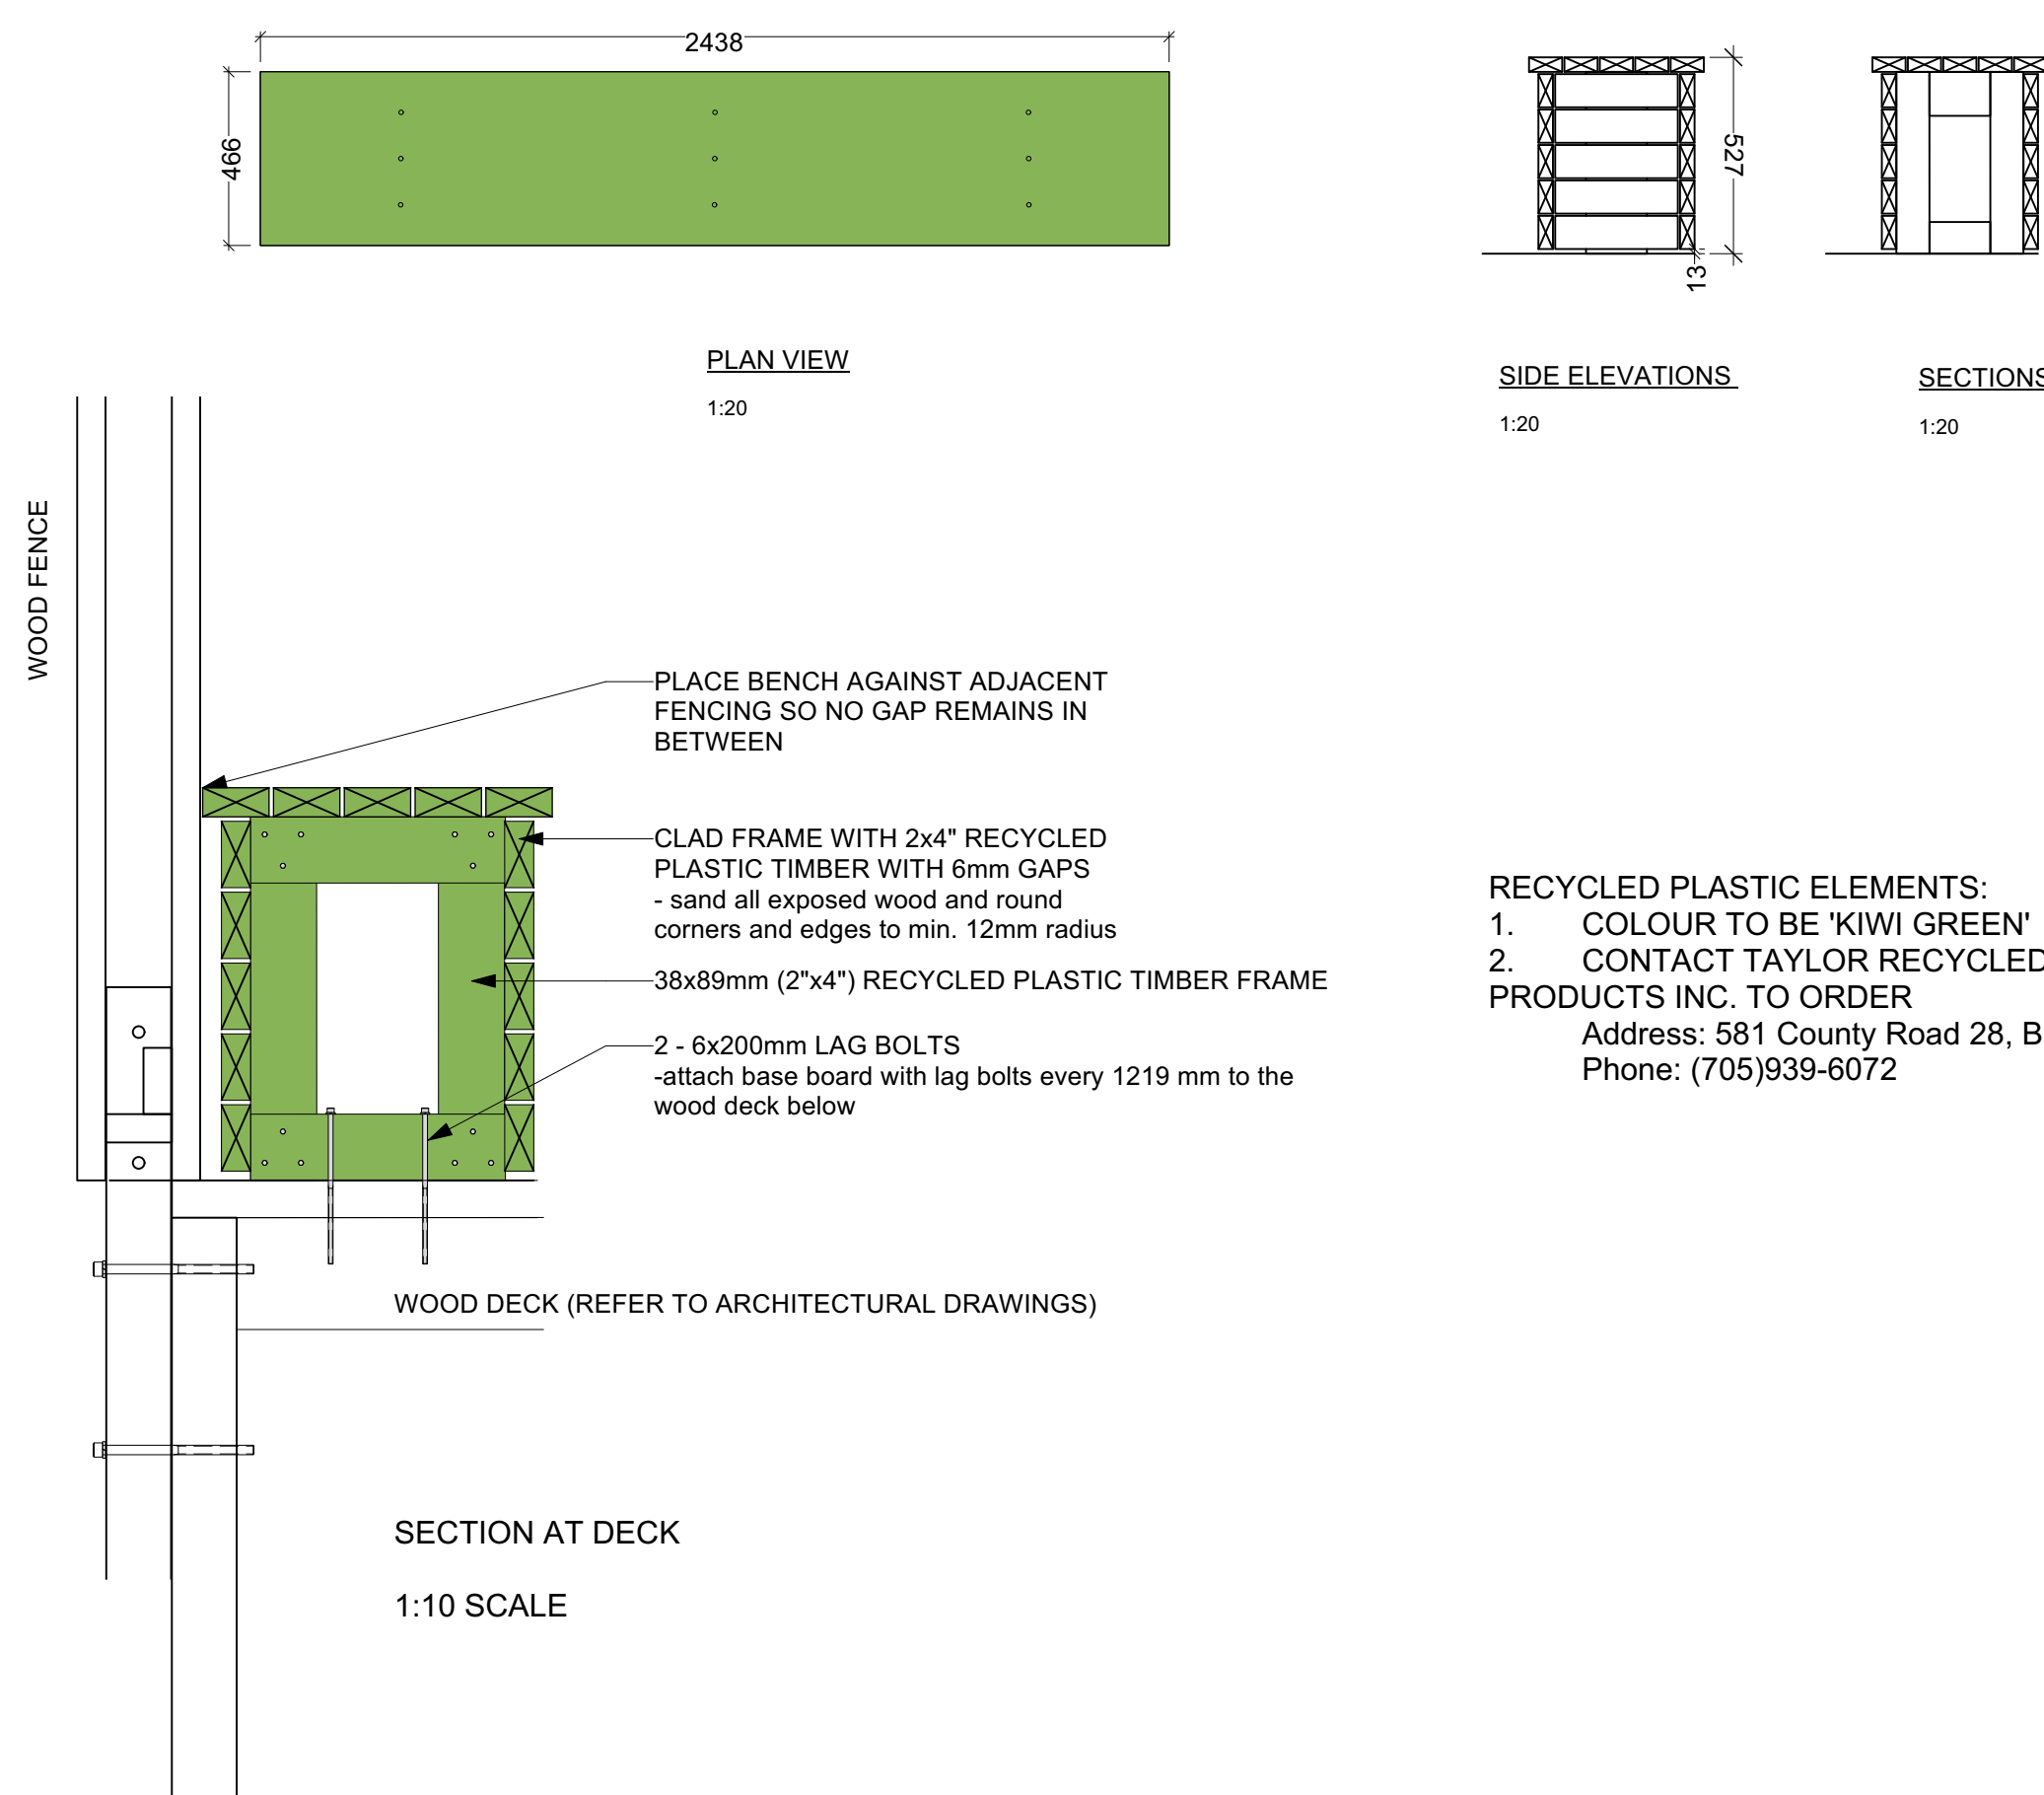 2438
466
PLAN VIEW
1:20
527
13
SIDE ELEVATIONS
1:20
SECTIONS
1:20
WOOD FENCE
PLACE BENCH AGAINST ADJACENT
FENCING SO NO GAP REMAINS IN
BETWEEN
CLAD FRAME WITH 2x4" RECYCLED
PLASTIC TIMBER WITH 6mm GAPS
- sand all exposed wood and round
corners and edges to min. 12mm radius
38x89mm (2"x4") RECYCLED PLASTIC TIMBER FRAME
2 - 6x200mm LAG BOLTS
-attach base board with lag bolts every 1219 mm to the
wood deck below
WOOD DECK (REFER TO ARCHITECTURAL DRAWINGS)
SECTION AT DECK
1:10 SCALE
RECYCLED PLASTIC ELEMENTS:
1. COLOUR TO BE 'KIWI GREEN'
2. CONTACT TAYLOR RECYCLED
PRODUCTS INC. TO ORDER
Address: 581 County Road 28, B
Phone: (705)939-6072